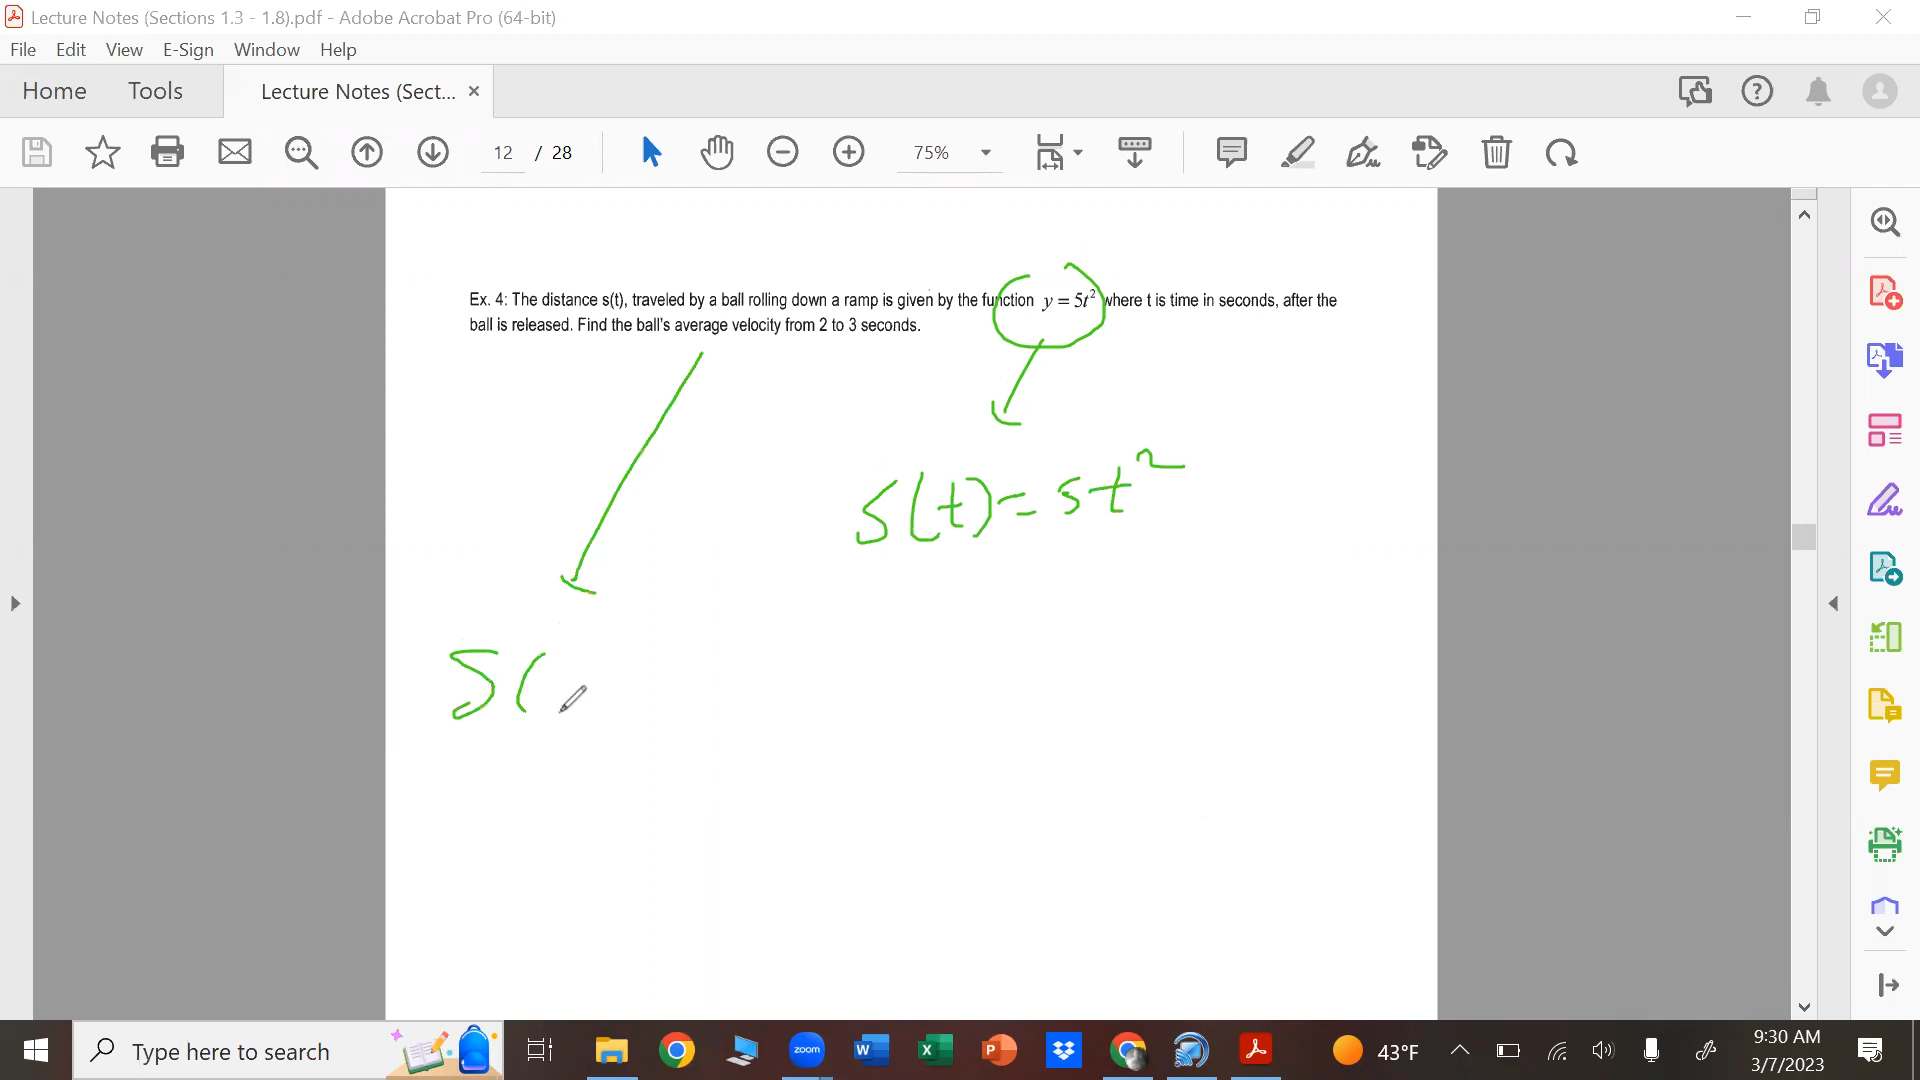 Lecture Notes (Sections 1.3 - 1.8).pdf - Adobe Acrobat Pro (64-bit)
File Edit View E-Sign Window Help
Home Tools Lecture Notes (Sect... ×
12 / 28 75%
Ex. 4: The distance s(t), traveled by a ball rolling down a ramp is given by the function y = 5t² where t is time in seconds, after the
ball is released. Find the ball's average velocity from 2 to 3 seconds.
S(t) = 5t²
S(
Type here to search
zoom
43°F
9:30 AM
3/7/2023